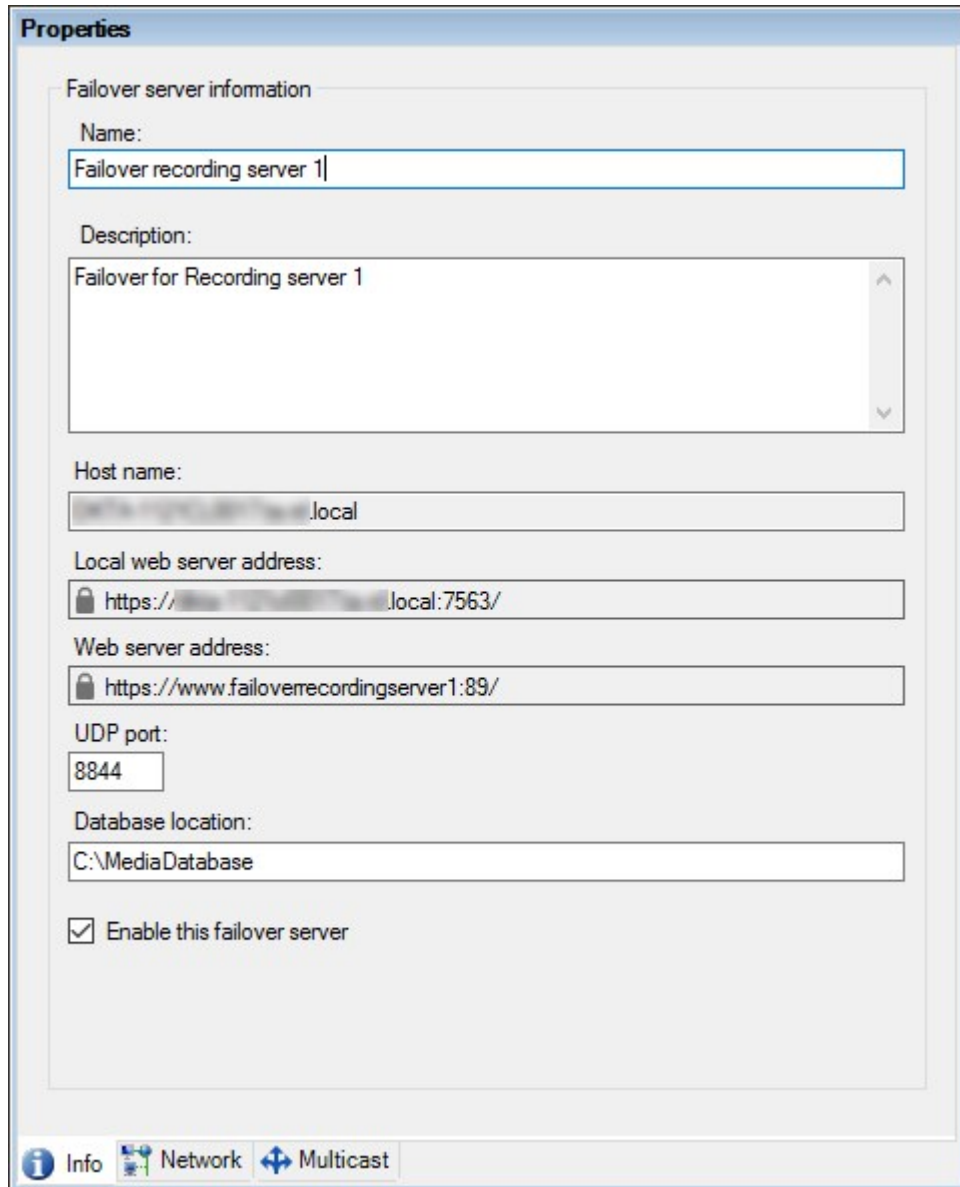 Properties
Failover server information
Name:
Failover recording server 1
Description:
Failover for Recording server 1
Host name:
.local
Local web server address:
https:// .local:7563/
Web server address:
https://www.failoverrecordingserver1:89/
UDP port:
8844
Database location:
C:\MediaDatabase
Enable this failover server
Info Network Multicast